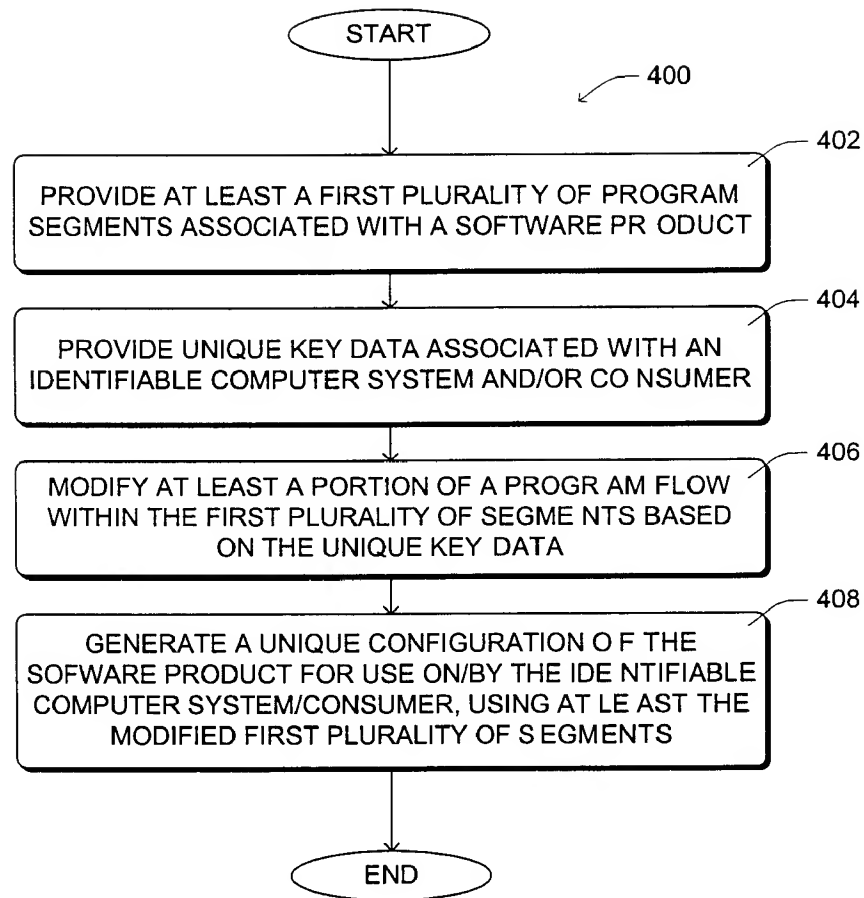 START
400
402
PROVIDE AT LEAST A FIRST PLURALITY OF PROGRAM
SEGMENTS ASSOCIATED WITH A SOFTWARE PR ODUCT
404
PROVIDE UNIQUE KEY DATA ASSOCIATED WITH AN
IDENTIFIABLE COMPUTER SYSTEM AND/OR CO NSUMER
406
MODIFY AT LEAST A PORTION OF A PROGR AM FLOW
WITHIN THE FIRST PLURALITY OF SEGME NTS BASED
ON THE UNIQUE KEY DATA
408
GENERATE A UNIQUE CONFIGURATION O F THE
SOFWARE PRODUCT FOR USE ON/BY THE IDE NTIFIABLE
COMPUTER SYSTEM/CONSUMER, USING AT LE AST THE
MODIFIED FIRST PLURALITY OF S EGMENTS
END